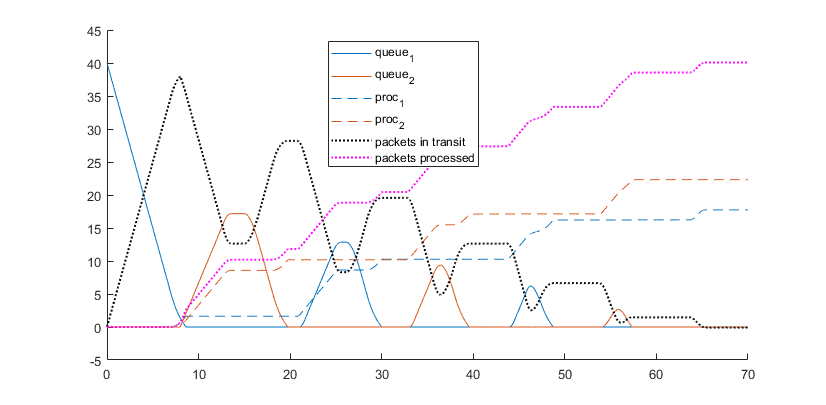 45
40
35
30
25
20
15
10
5
0
-5
0 10 20 30 40 50 60 70
queue1
queue2
proc1
proc2
packets in transit
packets processed